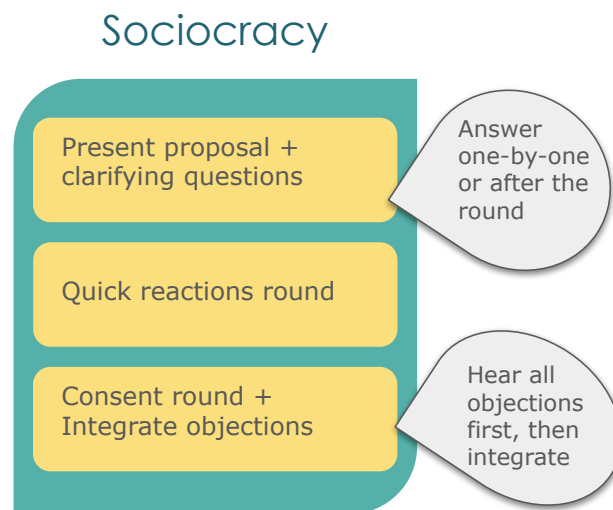 Sociocracy
Present proposal +
clarifying questions
Answer
one-by-one
or after the
round
Quick reactions round
Consent round +
Integrate objections
Hear all
objections
first, then
integrate